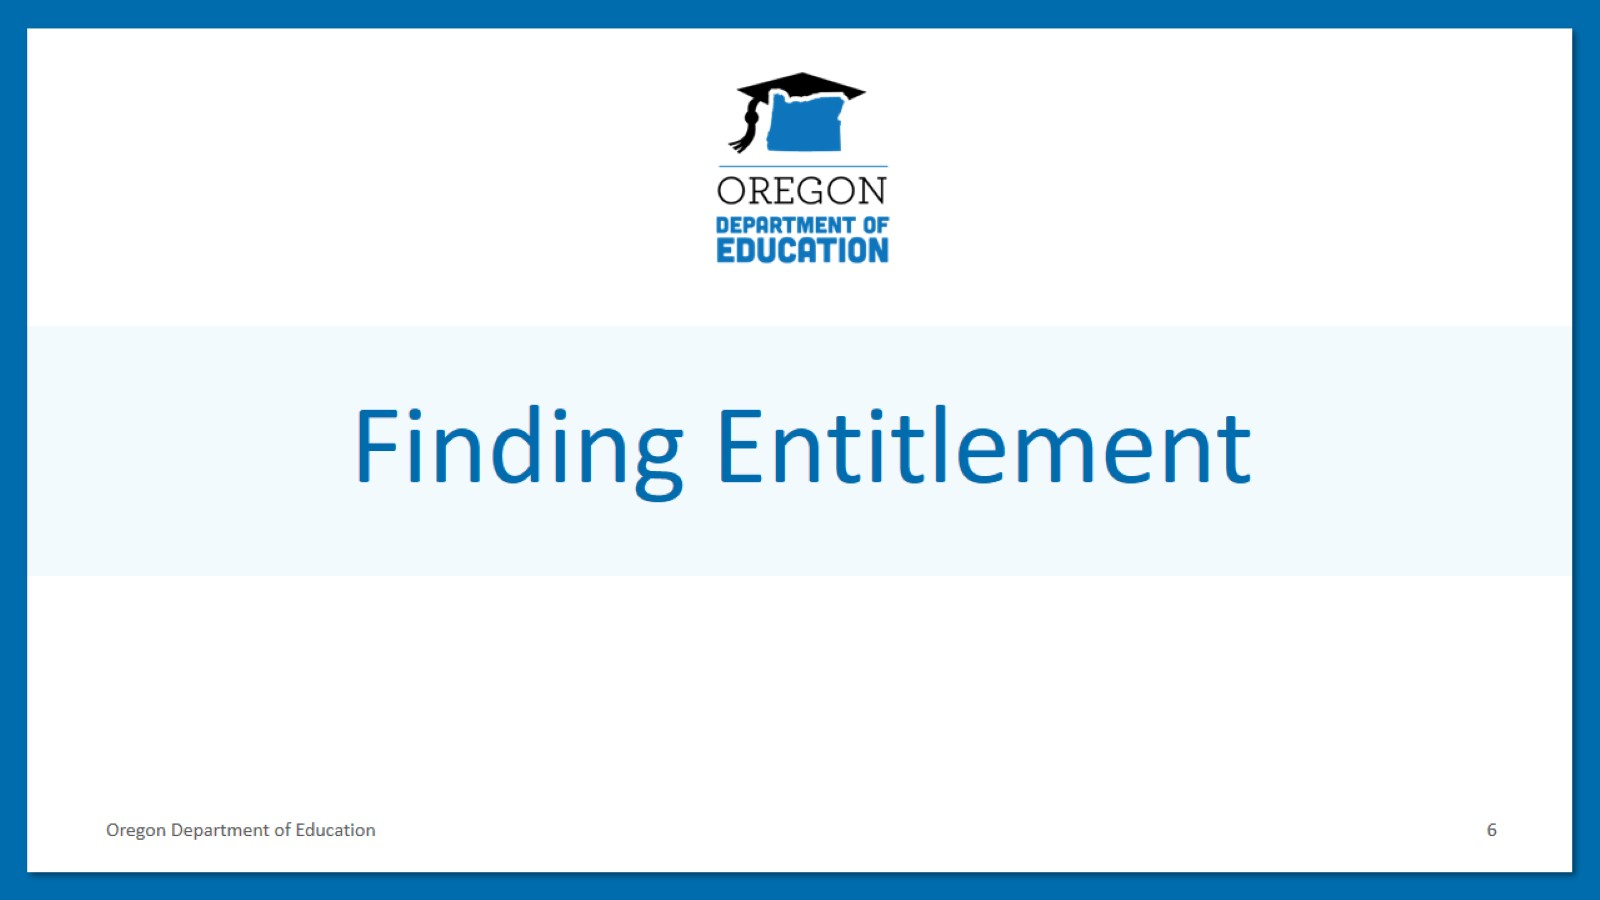 OREGON
DEPARTMENT OF
EDUCATION
Finding Entitlement
Oregon Department of Education
6